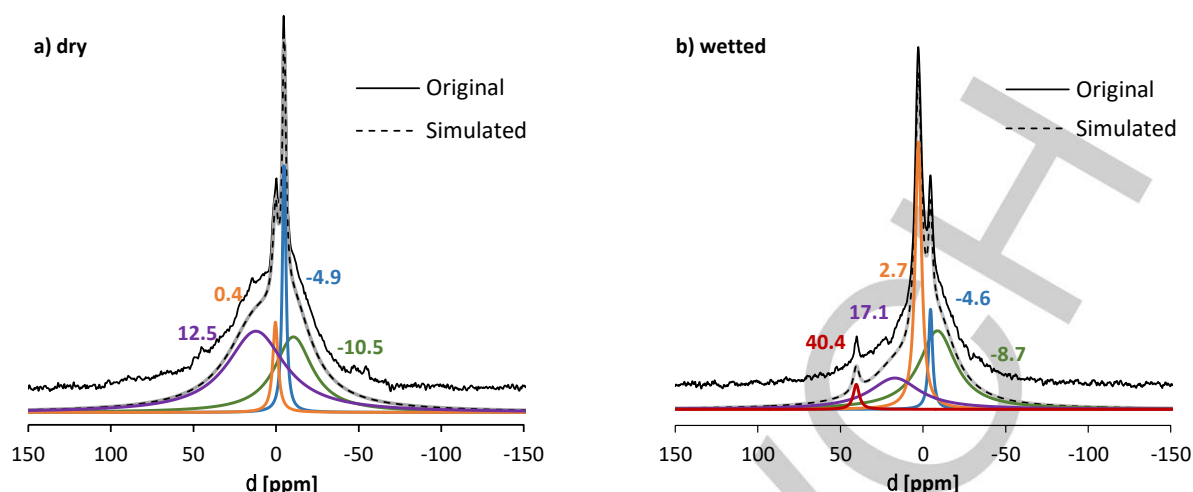 a) dry
Original
Simulated
-4.9
0.4
12.5
-10.5
150 100 50 0 -50 -100 -150
d [ppm]
b) wetted
Original
Simulated
2.7
-4.6
17.1
40.4
-8.7
150 100 50 0 -50 -100 -150
d [ppm]